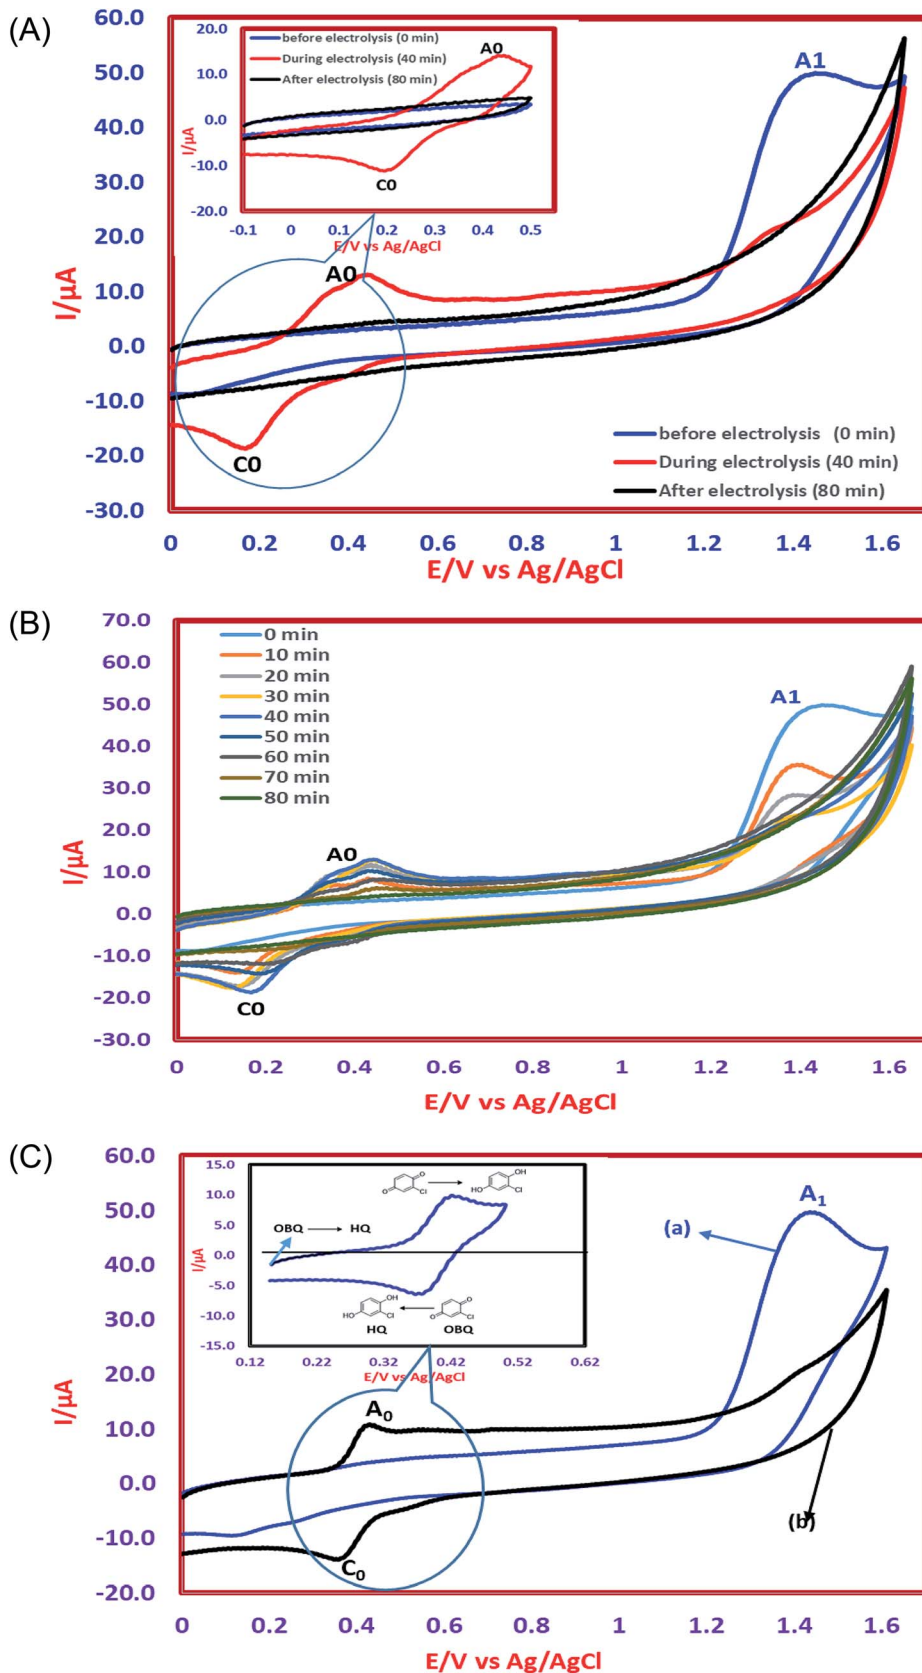 (A)
60.0
50.0
40.0
30.0
20.0
10.0
0.0
-10.0
-20.0
-30.0
I/µA
0 0.2 0.4 0.6 0.8 1 1.2 1.4 1.6
E/V vs Ag/AgCl
20.0
10.0
0.0
-10.0
-20.0
I/µA
before electrolysis (0 min)
During electrolysis (40 min)
After electrolysis (80 min)
A0
C0
-0.1 0 0.1 0.2 0.3 0.4 0.5
E/V vs Ag/AgCl
A1
A0
C0
before electrolysis (0 min)
During electrolysis (40 min)
After electrolysis (80 min)
(B)
70.0
60.0
50.0
40.0
30.0
20.0
10.0
0.0
-10.0
-20.0
-30.0
I/µA
0 min
10 min
20 min
30 min
40 min
50 min
60 min
70 min
80 min
A1
A0
C0
0 0.2 0.4 0.6 0.8 1 1.2 1.4 1.6
E/V vs Ag/AgCl
(C)
60.0
50.0
40.0
30.0
20.0
10.0
0.0
-10.0
-20.0
I/µA
15.0
10.0
5.0
0.0
-5.0
-10.0
-15.0
I/µA
O O Cl
HO OH Cl
OBQ HQ
HO OH Cl
O O Cl
HQ OBQ
0.12 0.22 0.32 0.42 0.52 0.62
E/V vs Ag/AgCl
A1
(a)
A0
C0
(b)
0 0.2 0.4 0.6 0.8 1 1.2 1.4 1.6
E/V vs Ag/AgCl